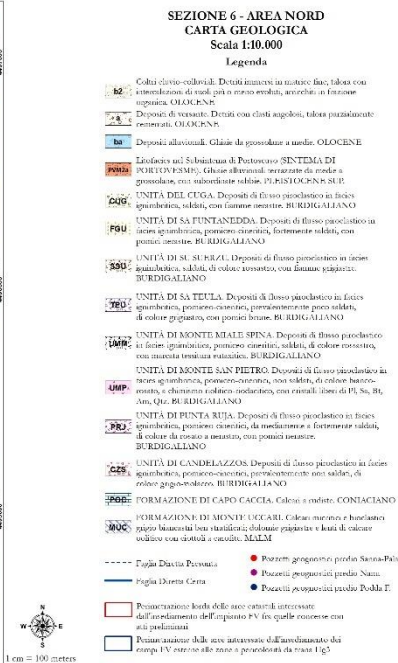 SEZIONE 6 - AREA NORD
CARTA GEOLOGICA
Scala 1:10.000
Legenda
b2
Coltri eluvio-colluviali. Detriti immersi in matrice fine, talora con
intercalazioni di suoli più o meno evoluti, arricchiti in frazione
organica. OLOCENE
a
Depositi di versante. Detriti con clasti angolosi, talora parzialmente
cementati. OLOCENE
ba
Depositi alluvionali. Ghiaie da grossolane a medie. OLOCENE
PVM2a
Litofacies nel Subsintema di Portoscuso (SINTEMA DI
PORTOVESME). Ghiaie alluvionali terrazzate da medie a
grossolane, con subordinate sabbie. PLEISTOCENE SUP.
CUG
UNITÀ DEL CUGA. Depositi di flusso piroclastico in facies
ignimbritica, saldati, con fiamme nerastre. BURDIGALIANO
FGU
UNITÀ DI SA FUNTANEDDA. Depositi di flusso piroclastico in
facies ignimbritica, pomiceo-cineritici, fortemente saldati, con
pomici nerastre. BURDIGALIANO
SSU
UNITÀ DI SU SUERZU. Depositi di flusso piroclastico in facies
ignimbritica, saldati, di colore rossastro, con fiamme grigiastre.
BURDIGALIANO
TPU
UNITÀ DI SA TEULA. Depositi di flusso piroclastico in facies
ignimbritica, pomiceo-cineritici, prevalentemente poco saldati,
di colore grigiastro, con pomici brune. BURDIGALIANO
UMM
UNITÀ DI MONTE MIALE SPINA. Depositi di flusso piroclastico
in facies ignimbritica, pomiceo-cineritici, saldati, di colore rossastro,
con marcata tessitura eutaxitica. BURDIGALIANO
UMP
UNITÀ DI MONTE SAN PIETRO. Depositi di flusso piroclastico in
facies ignimbritica, pomiceo-cineritici, non saldati, di colore bianco-
rosato, a chimismo riolitico-riodacitico, con cristalli liberi di Pl, Sa, Bt,
Am, Qtz. BURDIGALIANO
PRJ
UNITÀ DI PUNTA RUJA. Depositi di flusso piroclastico in facies
ignimbritica, pomiceo-cineritici, da mediamente a fortemente saldati,
di colore da rosato a nerastro, con pomici nerastre.
BURDIGALIANO
CZS
UNITÀ DI CANDELAZZOS. Depositi di flusso piroclastico in facies
ignimbritica, pomiceo-cineritici, prevalentemente non saldati, di
colore grigio-violaceo. BURDIGALIANO
POC
FORMAZIONE DI CAPO CACCIA. Calcari a rudiste. CONIACIANO
MUC
FORMAZIONE DI MONTE UCCARI. Calcari micritici e bioclastici
grigio biancastri ben stratificati; dolomie grigiastre e lenti di calcare
oolitico con ciottoli a carofite. MALM
Faglia Diretta Presunta
Faglia Diretta Certa
Pozzetti geognostici predio Sanna-Pala
Pozzetti geognostici predio Nami.
Pozzetti geognostici predio Podda F.
Perimetrazione lorda delle aree catastali interessate
dall'insediamento dell'impianto FV fra quelle concesse con
atti preliminari
Perimetrazione delle aree interessate dall'insediamento dei
campi FV esterne alle zone a pericolosità da frana Hg3
N
W
E
S
1 cm = 100 meters